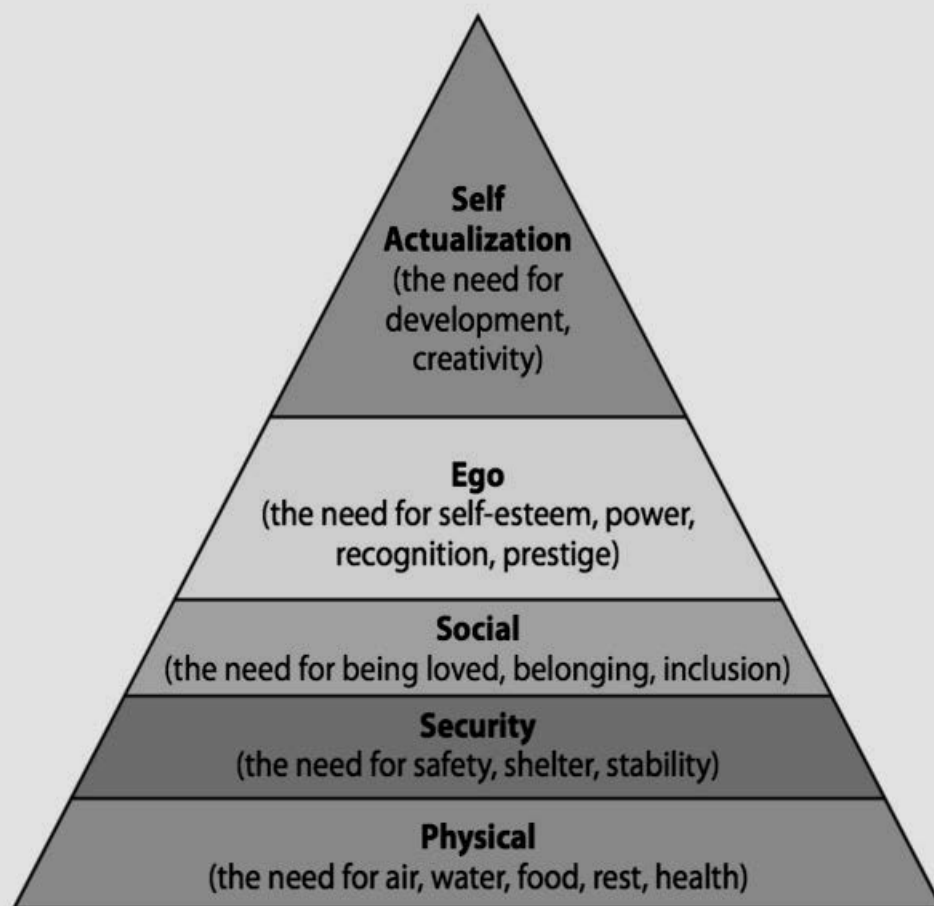 Self
Actualization
(the need for
development,
creativity)
Ego
(the need for self-esteem, power,
recognition, prestige)
Social
(the need for being loved, belonging, inclusion)
Security
(the need for safety, shelter, stability)
Physical
(the need for air, water, food, rest, health)